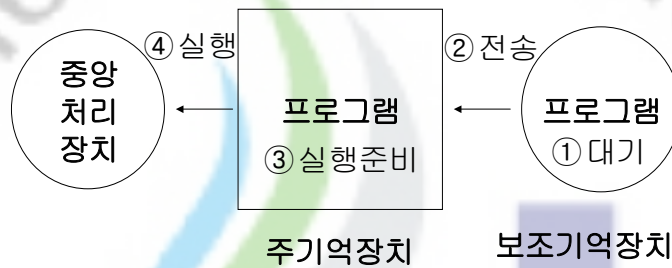 ④실행
중앙
처리
장치
프로그램
③실행준비
주기억장치
②전송
프로그램
①대기
보조기억장치